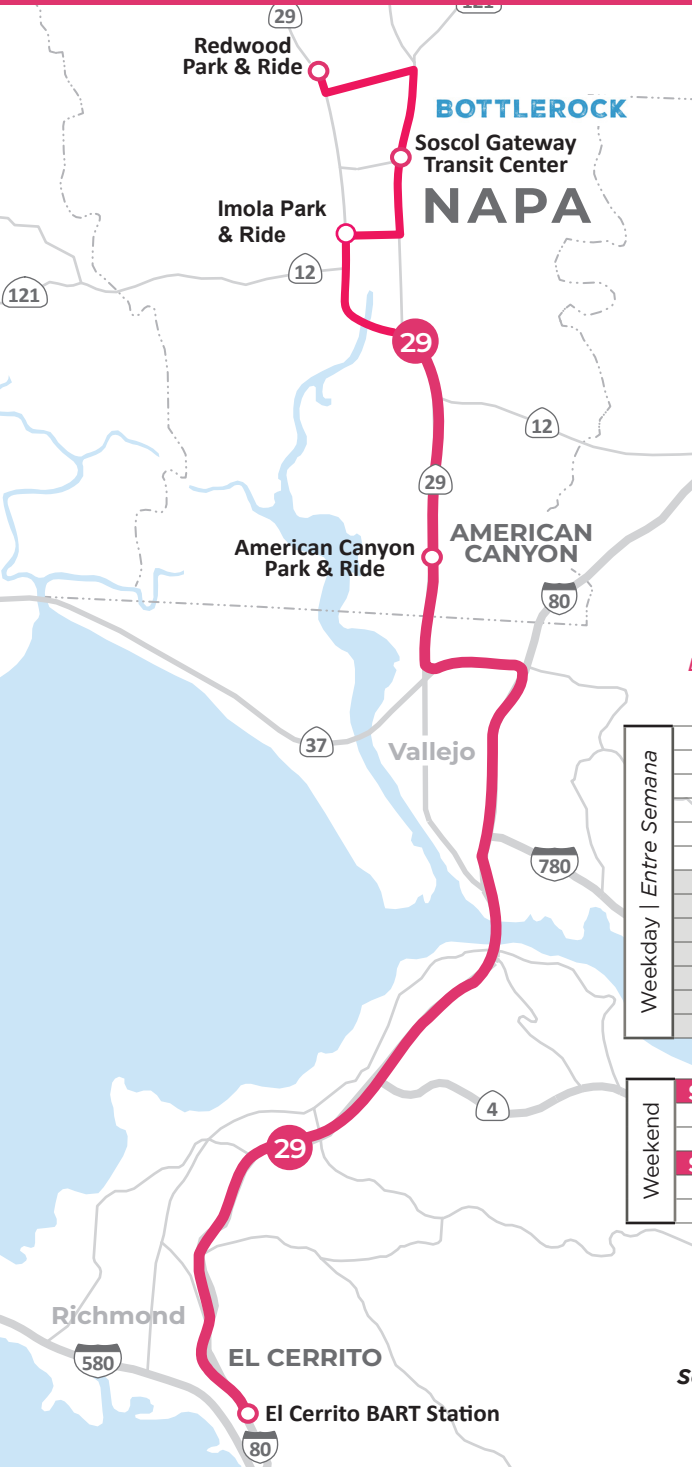 29
121
Redwood
Park & Ride
BOTTLEROCK
Soscol Gateway
Transit Center
NAPA
Imola Park
& Ride
12
121
29
12
29
AMERICAN
CANYON
American Canyon
Park & Ride
80
37
Vallejo
780
Weekday | Entre Semana
4
Weekend
29
Richmond
580
EL CERRITO
El Cerrito BART Station
80